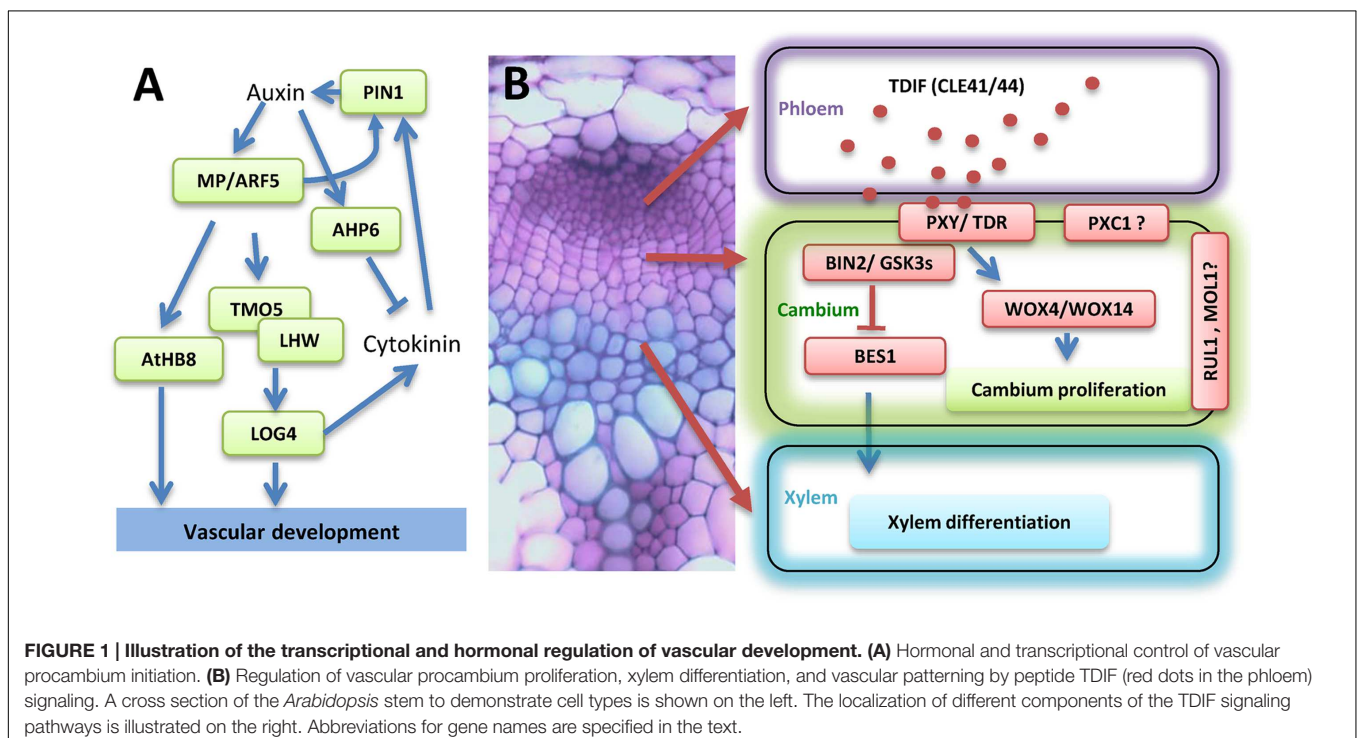 A
Auxin
PIN1
MP/ARF5
AHP6
TMO5
LHW
AtHB8
Cytokinin
LOG4
Vascular development
B
TDIF (CLE41/44)
Phloem
PXY/ TDR
PXC1 ?
BIN2/ GSK3s
Cambium
WOX4/WOX14
BES1
RUL1 , MOL1?
Cambium proliferation
Xylem
Xylem differentiation
FIGURE 1 | Illustration of the transcriptional and hormonal regulation of vascular development. (A) Hormonal and transcriptional control of vascular
procambium initiation. (B) Regulation of vascular procambium proliferation, xylem differentiation, and vascular patterning by peptide TDIF (red dots in the phloem)
signaling. A cross section of the Arabidopsis stem to demonstrate cell types is shown on the left. The localization of different components of the TDIF signaling
pathways is illustrated on the right. Abbreviations for gene names are specified in the text.